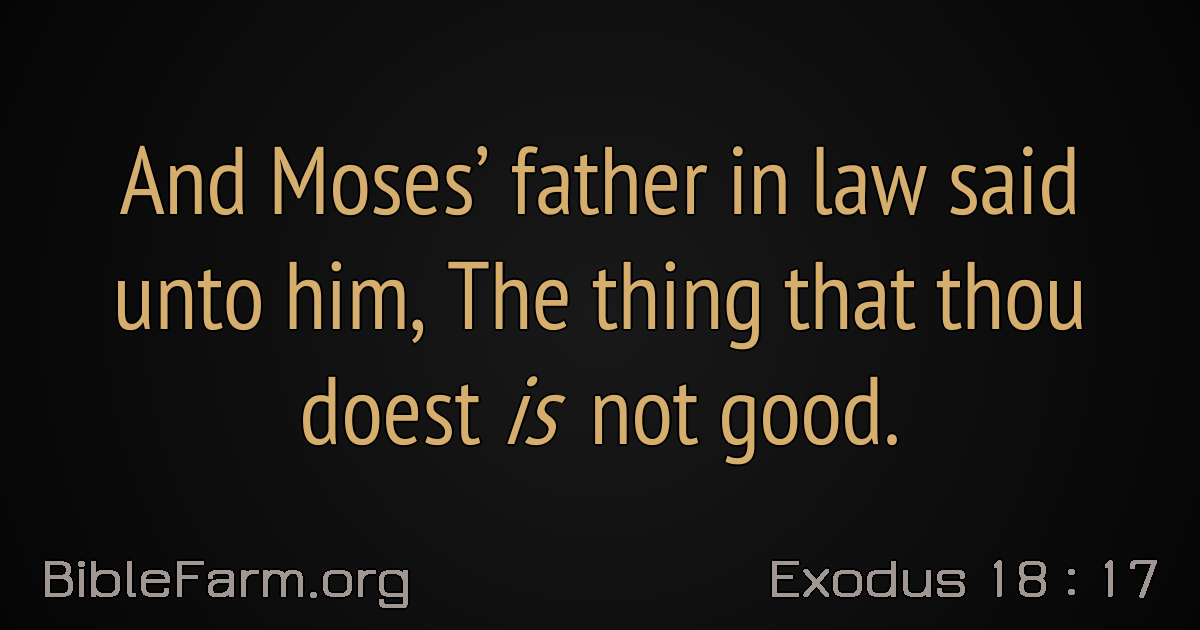 And Moses’ father in law said
unto him, The thing that thou
doest is not good.
BibleFarm.org
Exodus 18 : 17